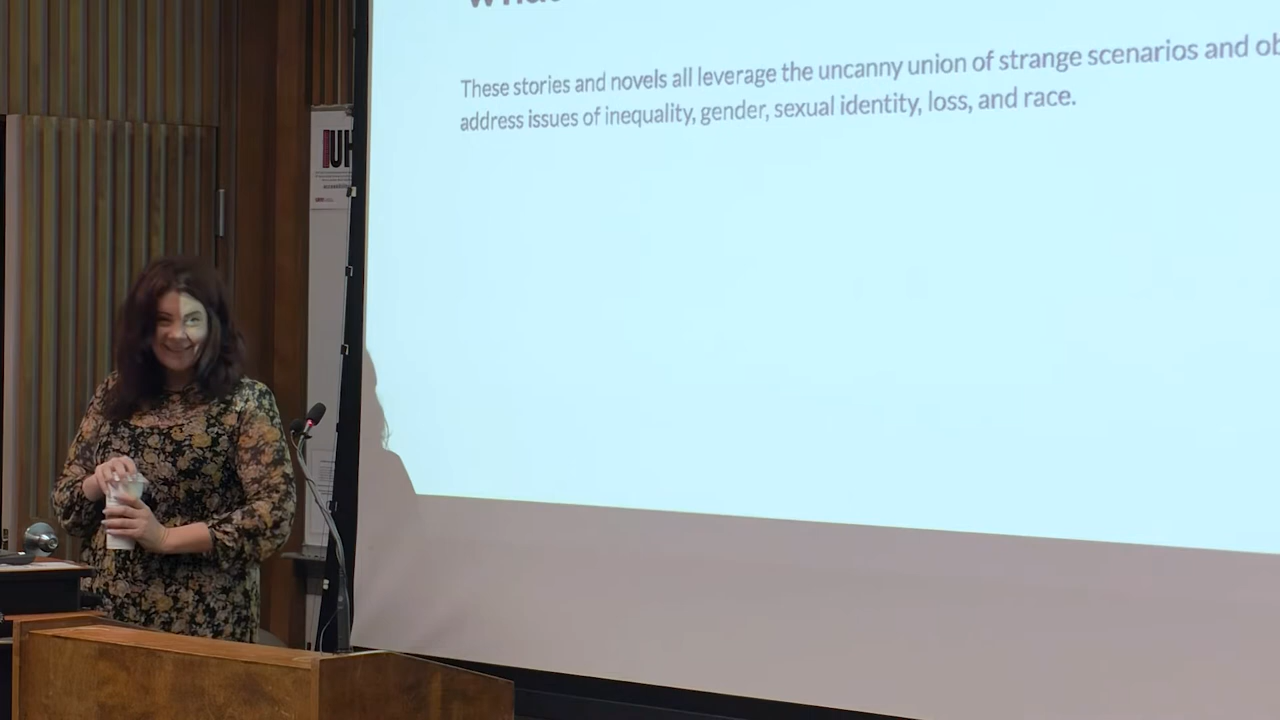 These stories and novels all leverage the uncanny union of strange scenarios and ob
address issues of inequality, gender, sexual identity, loss, and race.
IUH